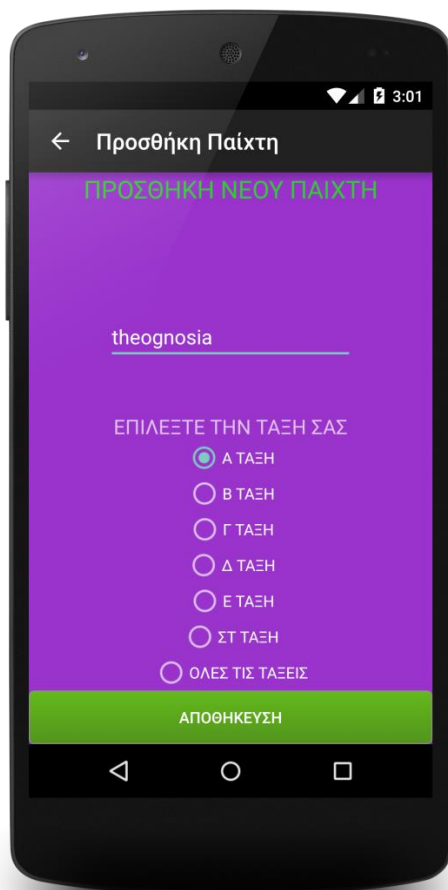 3:01
Προσθήκη Παίχτη
ΠΡΟΣΘΗΚΗ ΝΕΟΥ ΠΑΙΧΤΗ
theognosia
ΕΠΙΛΕΞΤΕ ΤΗΝ ΤΑΞΗ ΣΑΣ
Α ΤΑΞΗ
Β ΤΑΞΗ
Γ ΤΑΞΗ
Δ ΤΑΞΗ
Ε ΤΑΞΗ
ΣΤ ΤΑΞΗ
ΟΛΕΣ ΤΙΣ ΤΑΞΕΙΣ
ΑΠΟΘΗΚΕΥΣΗ